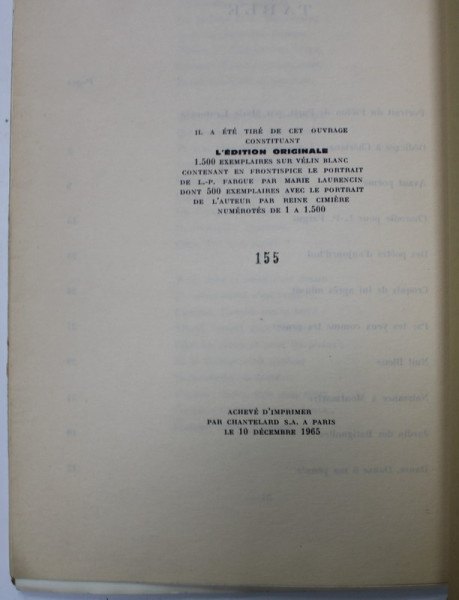 IL A ÉTÉ TIRÉ DE CET OUVRAGE
CONSTITUANT
L'ÉDITION ORIGINALE
1.500 EXEMPLAIRES SUR VÉLIN BLANC
CONTENANT EN FRONTISPICE LE PORTRAIT
DE L.-P. FARGUE PAR MARIE LAURENCIN
DONT 500 EXEMPLAIRES AVEC LE PORTRAIT
DE L'AUTEUR PAR REINE CIMIÈRE
NUMÉROTÉS DE 1 A 1.500
155
ACHEVÉ D'IMPRIMER
PAR CHANTELARD S.A. A PARIS
LE 10 DÉCEMBRE 1965